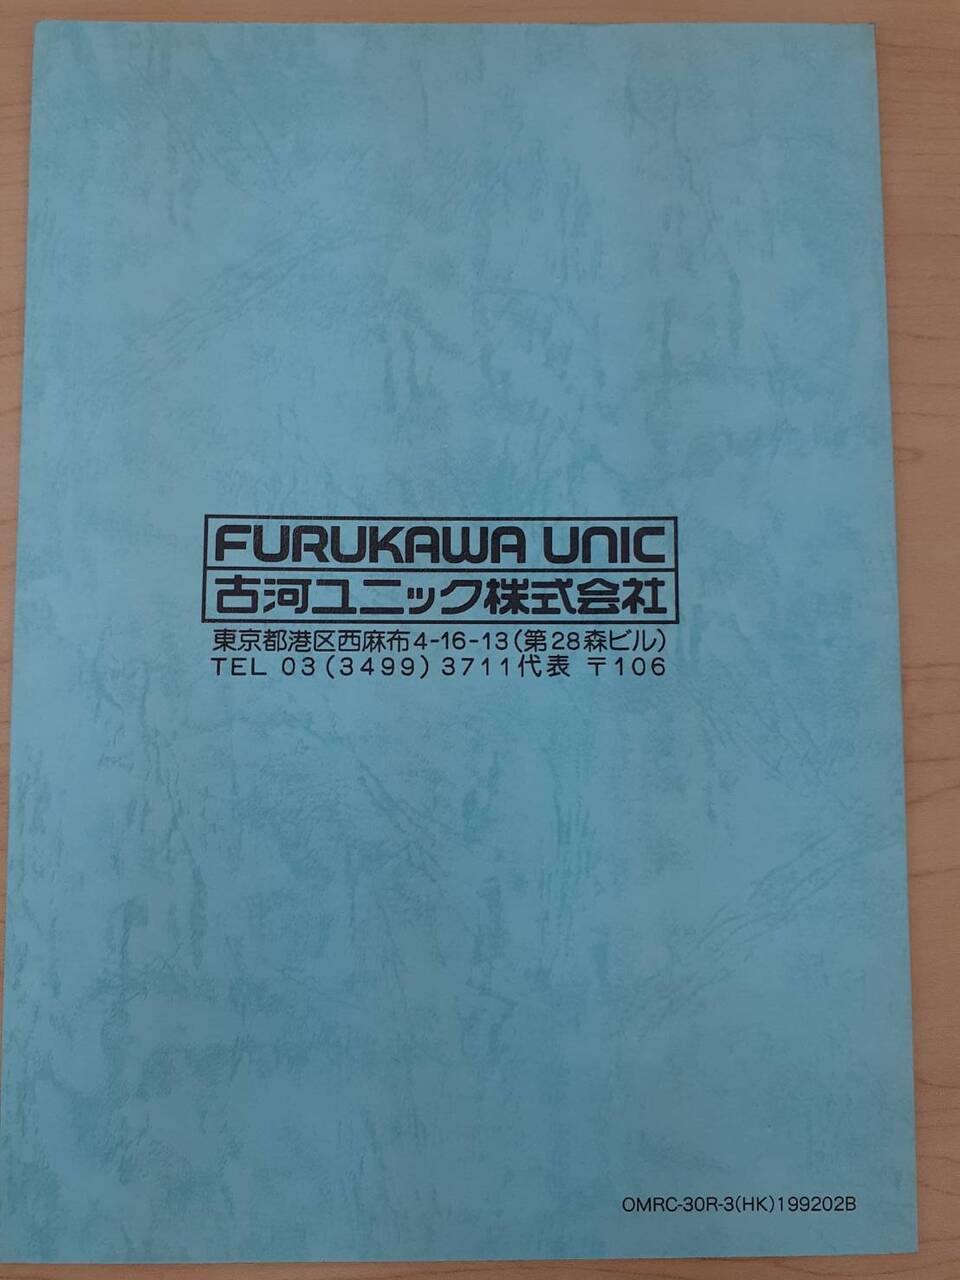 FURUKAWA UNIC
古河ユニック株式会社
東京都港区西麻布4-16-13(第28森ビル)
TEL 03(3499)3711代表 〒106
OMRC-30R-3(HK)199202B